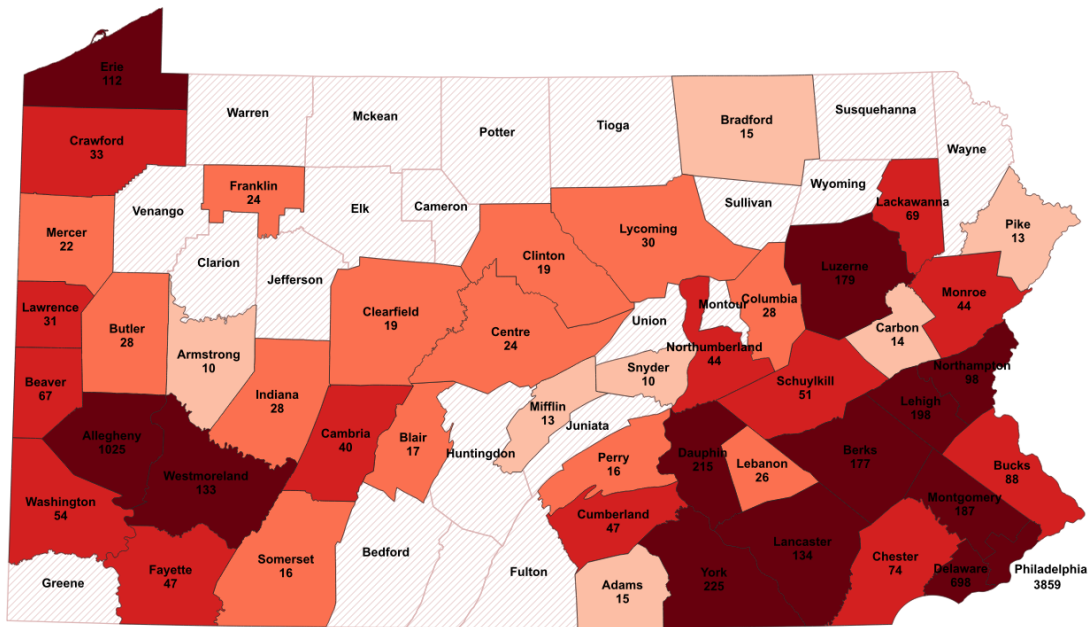 Erie
112
Warren
Mckean
Potter
Tioga
Bradford
15
Susquehanna
Wayne
Crawford
33
Franklin
24
Venango
Elk
Cameron
Sullivan
Wyoming
Lackawanna
69
Pike
13
Mercer
22
Clarion
Jefferson
Clinton
19
Lycoming
30
Luzerne
179
Monroe
44
Lawrence
31
Butler
28
Armstrong
10
Clearfield
19
Centre
24
Union
Montour
Columbia
28
Carbon
14
Northumberland
44
Snyder
10
Northampton
98
Beaver
67
Indiana
28
Mifflin
13
Schuylkill
51
Lehigh
198
Allegheny
1025
Cambria
40
Blair
17
Juniata
Huntingdon
Westmoreland
133
Perry
16
Dauphin
215
Lebanon
26
Berks
177
Bucks
88
Washington
54
Cumberland
47
Montgomery
187
Lancaster
134
Bedford
Fulton
Greene
Fayette
47
Somerset
16
Adams
15
York
225
Chester
74
Delaware
698
Philadelphia
3859